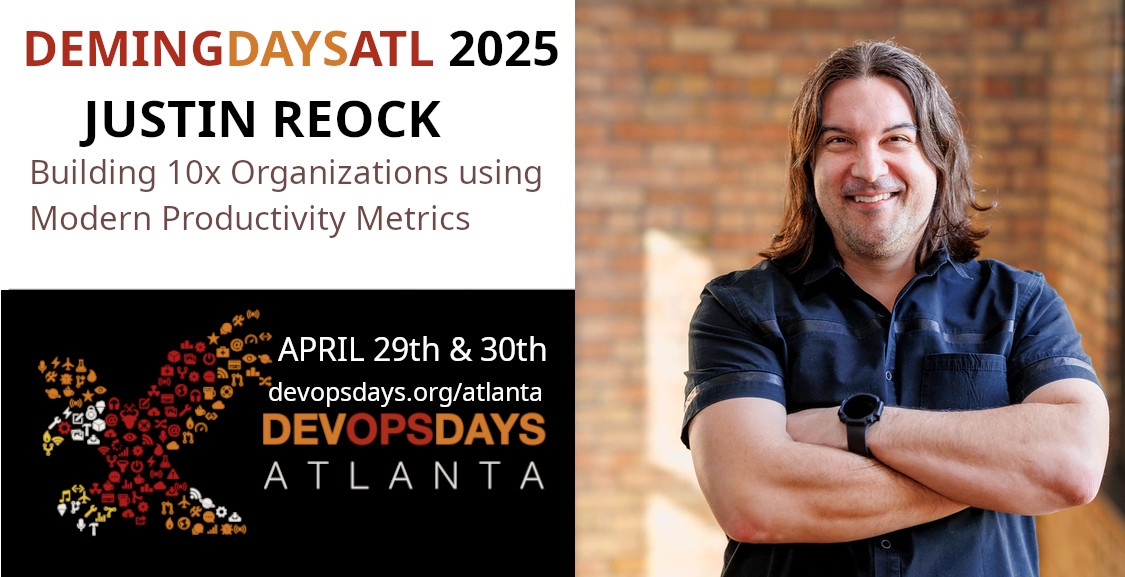 DEMINGDAYSATL 2025
JUSTIN REOCK
Building 10x Organizations using
Modern Productivity Metrics
APRIL 29th & 30th
devopsdays.org/atlanta
DEVOPSDAYS
ATLANTA